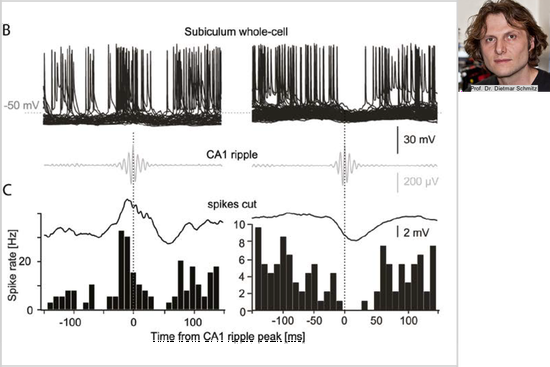 B
Subiculum whole-cell
Prof. Dr. Dietmar Schmitz
-50 mV
30 mV
CA1 ripple
200 µV
C
spikes cut
2 mV
Spike rate [Hz]
20
0
10
8
6
4
2
0
-100
0
100
-100
-50
0
50
100
Time from CA1 ripple peak [ms]